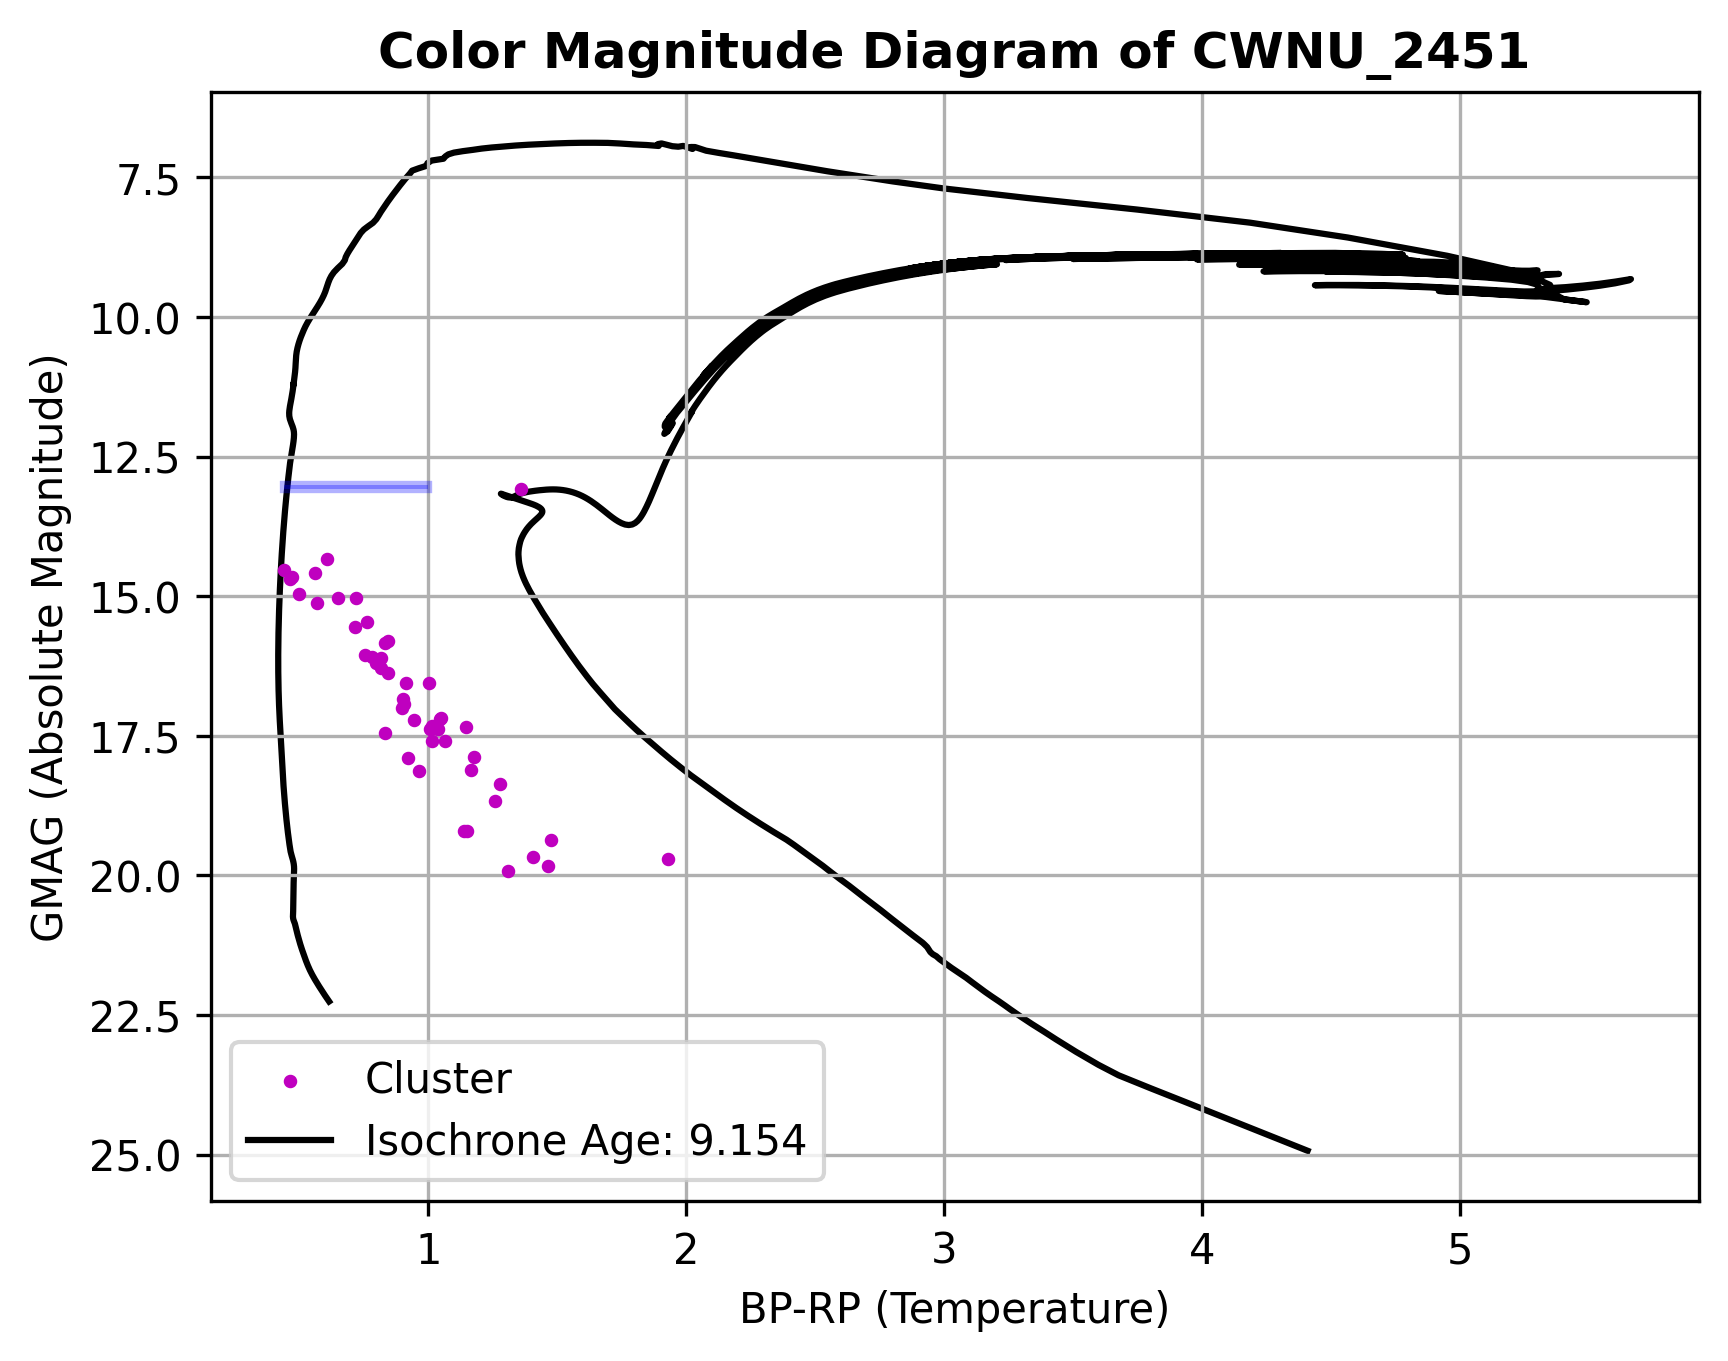 Color Magnitude Diagram of CWNU_2451
GMAG (Absolute Magnitude)
7.5
10.0
12.5
15.0
17.5
20.0
22.5
25.0
Cluster
Isochrone Age: 9.154
1 2 3 4 5
BP-RP (Temperature)